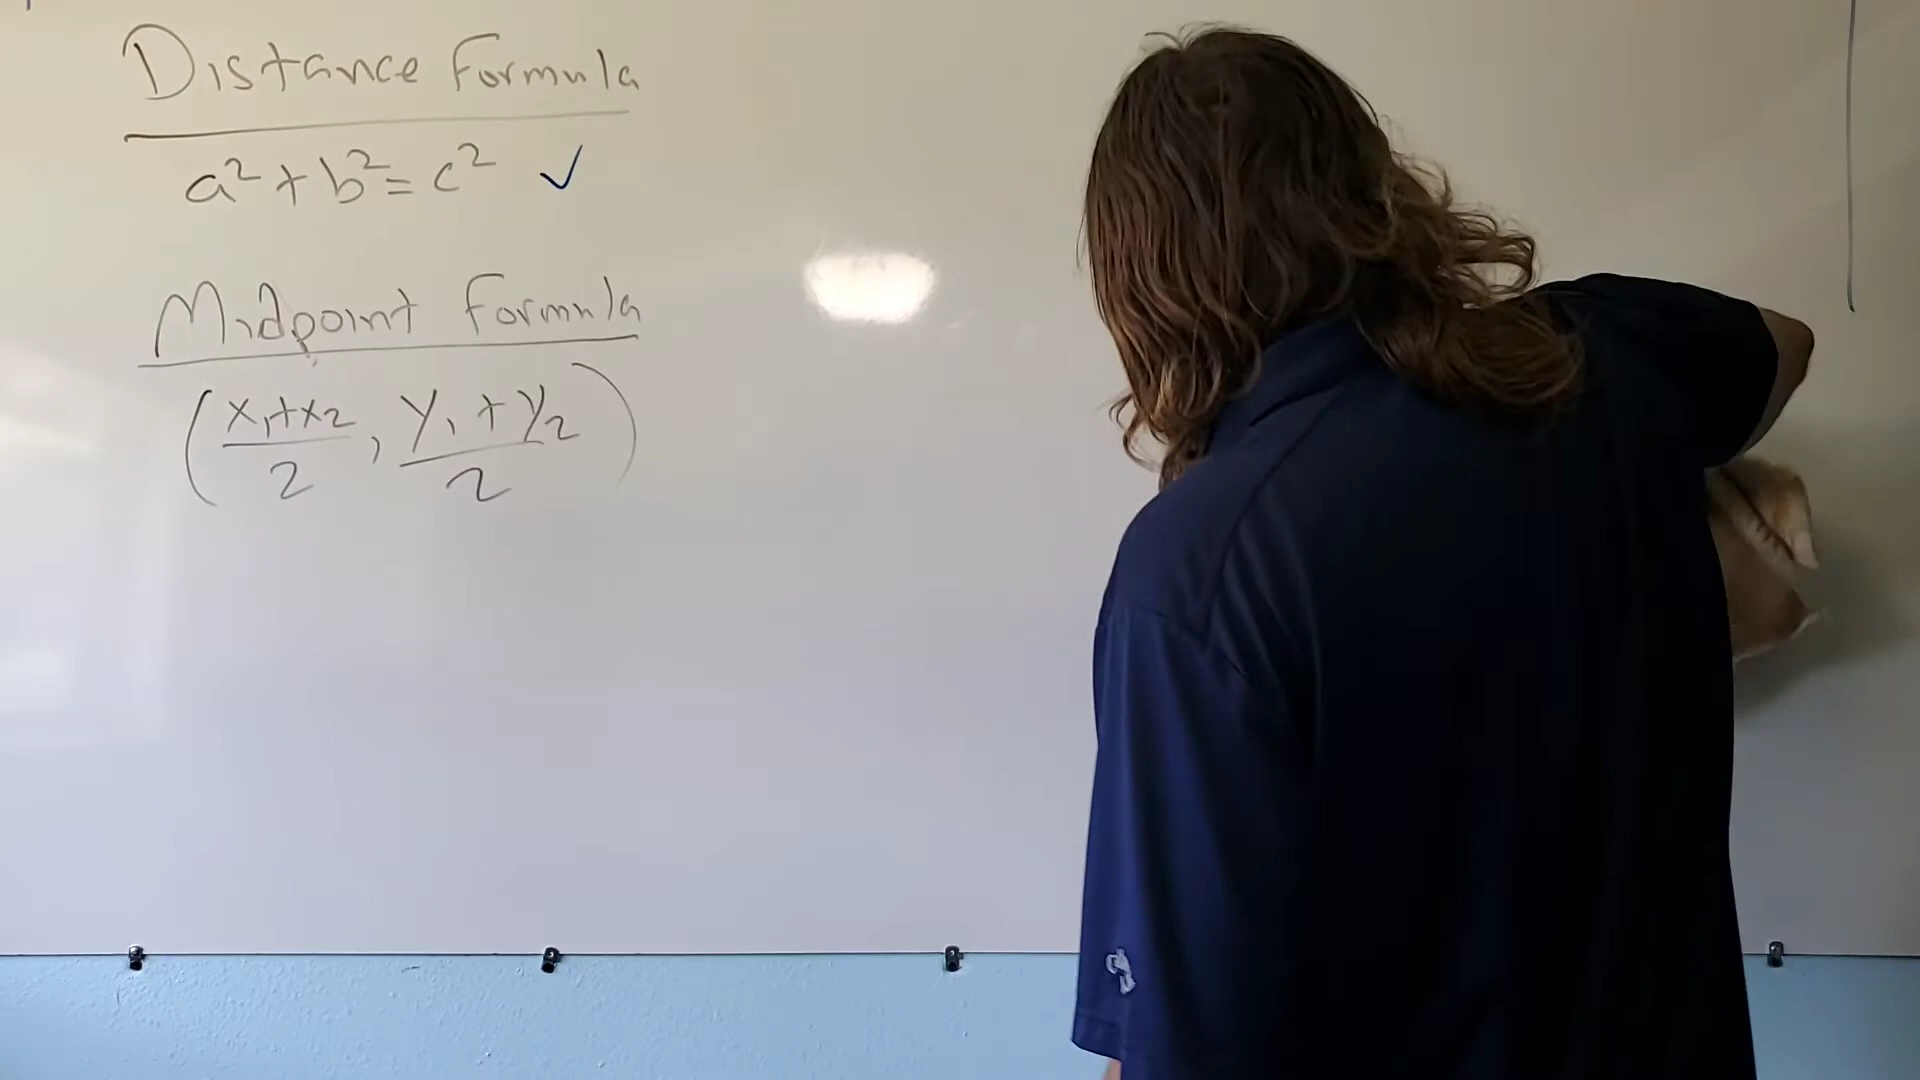 Distance Formula
a² + b² = c² ✓
Midpoint Formula
(x₁+x₂/2, y₁+y₂/2)